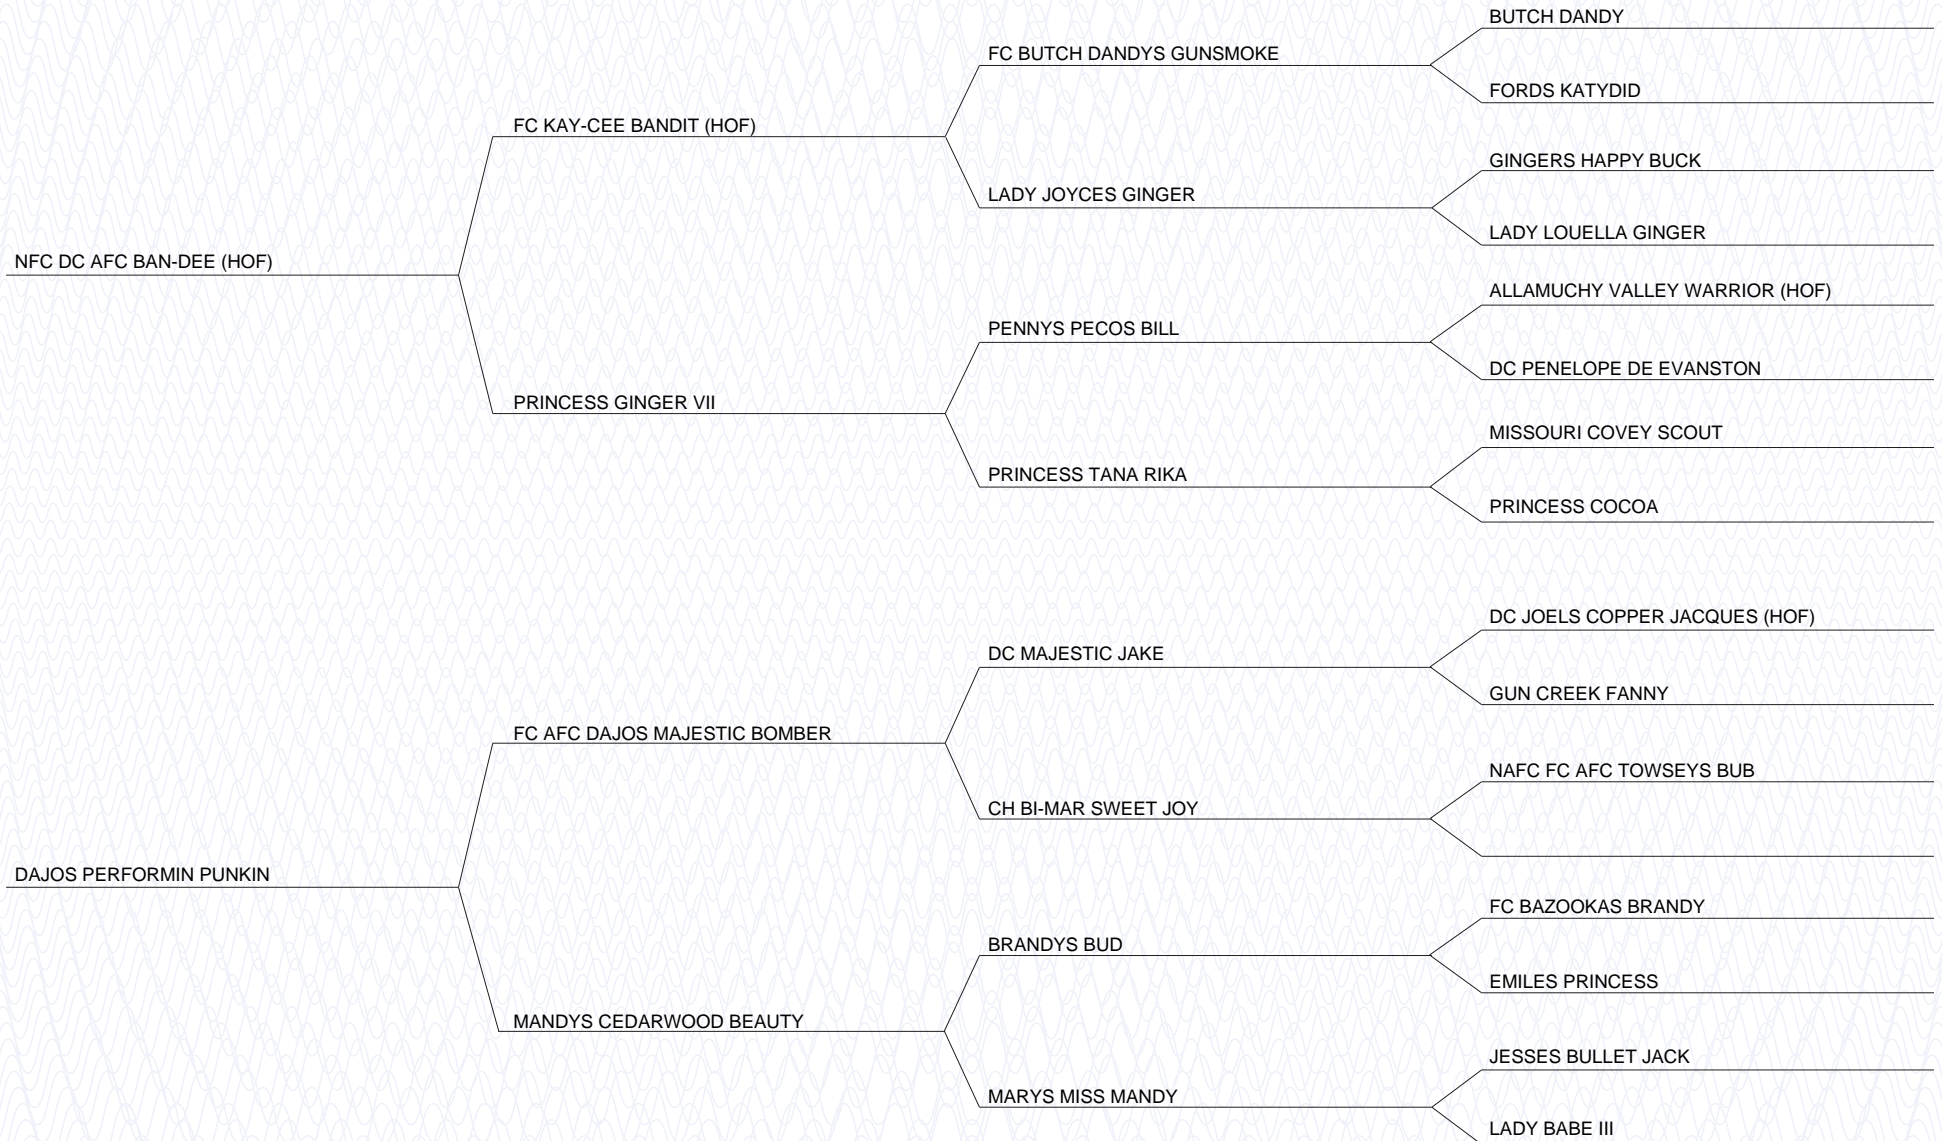 BUTCH DANDY
FC BUTCH DANDYS GUNSMOKE
FORDS KATYDID
FC KAY-CEE BANDIT (HOF)
GINGERS HAPPY BUCK
LADY JOYCES GINGER
LADY LOUELLA GINGER
NFC DC AFC BAN-DEE (HOF)
ALLAMUCHY VALLEY WARRIOR (HOF)
PENNYS PECOS BILL
DC PENELOPE DE EVANSTON
PRINCESS GINGER VII
MISSOURI COVEY SCOUT
PRINCESS TANA RIKA
PRINCESS COCOA
DC JOELS COPPER JACQUES (HOF)
DC MAJESTIC JAKE
GUN CREEK FANNY
FC AFC DAJOS MAJESTIC BOMBER
NAFC FC AFC TOWSEYS BUB
CH BI-MAR SWEET JOY
DAJOS PERFORMIN PUNKIN
FC BAZOOKAS BRANDY
BRANDYS BUD
EMILES PRINCESS
MANDYS CEDARWOOD BEAUTY
JESSES BULLET JACK
MARYS MISS MANDY
LADY BABE III